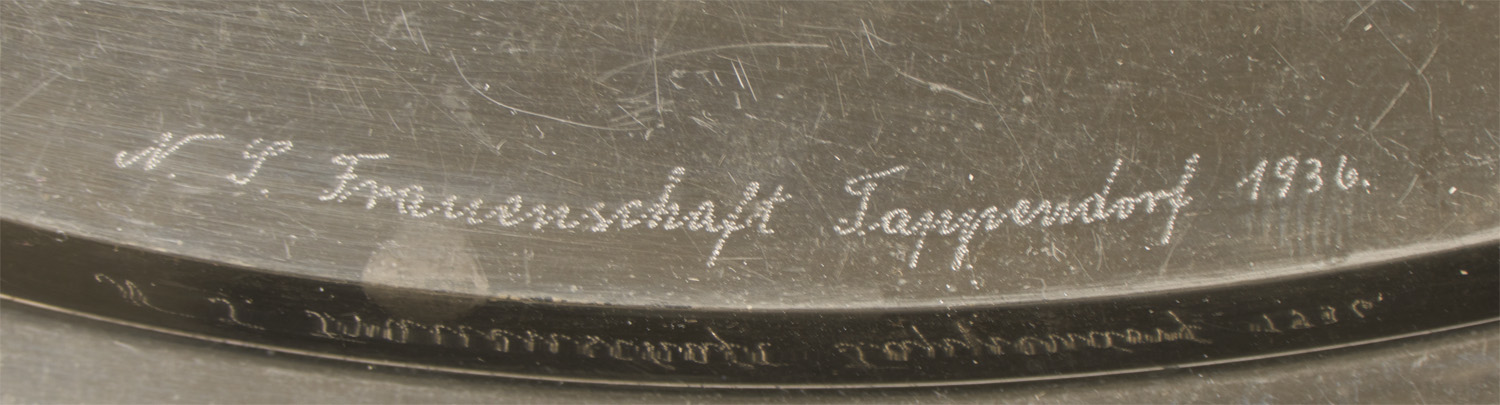 N. S. Frauenschaft Tappendorf 1936.